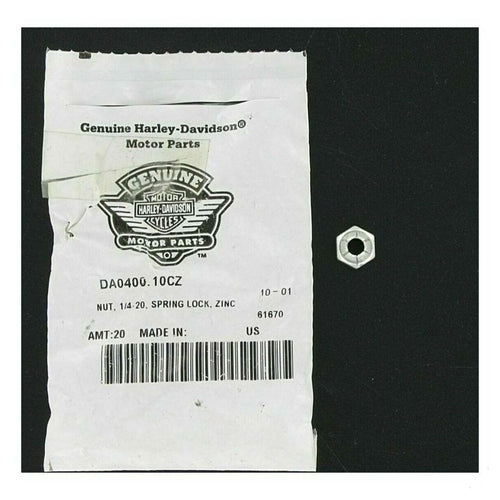 Genuine Harley-Davidson®
Motor Parts
GENUINE
MOTOR
HARLEY-DAVIDSON
CYCLES
MOTOR PARTS
TM
DA0400.10CZ
10-01
NUT, 1/4-20, SPRING LOCK, ZINC
61670
AMT:20 MADE IN: US